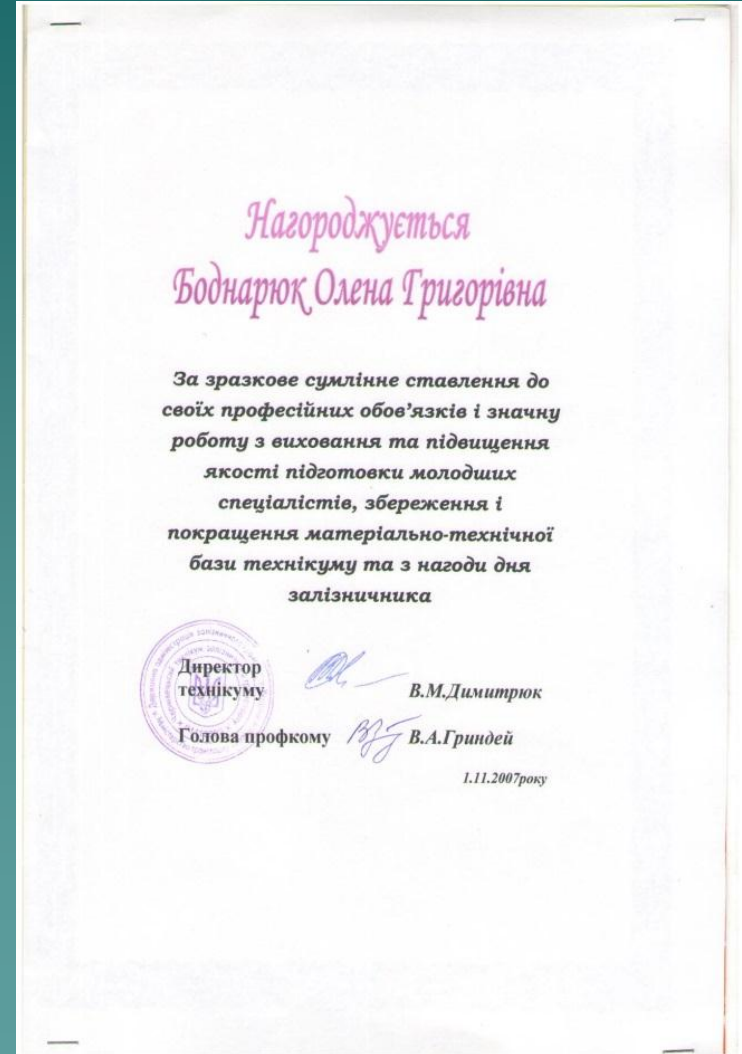 Нагороджується
Боднарюк Олена Григорівна
За зразкове сумлінне ставлення до
своїх професійних обов’язків і значну
роботу з виховання та підвищення
якості підготовки молодших
спеціалістів, збереження і
покращення матеріально-технічної
бази технікуму та з нагоди дня
залізничника
Директор
технікуму
В.М.Димитрюк
Голова профкому
В.А.Гриндей
1.11.2007року